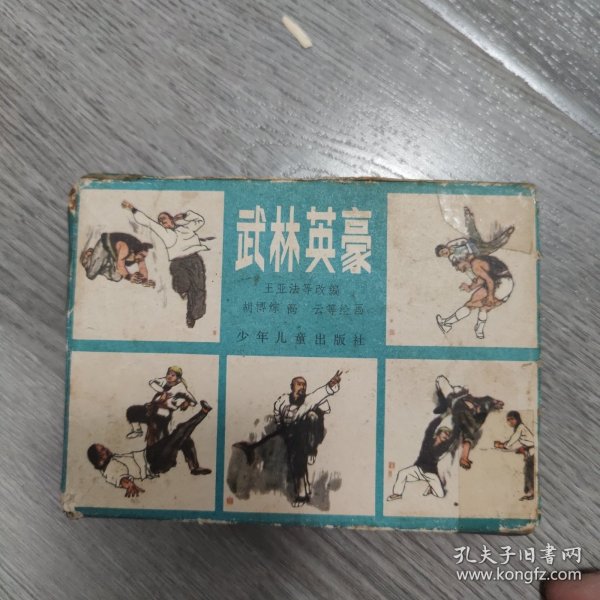 武林英豪
王亚法等改编
胡博综 高 云等绘画
少年儿童出版社
孔夫子旧书网
www.kongfz.com